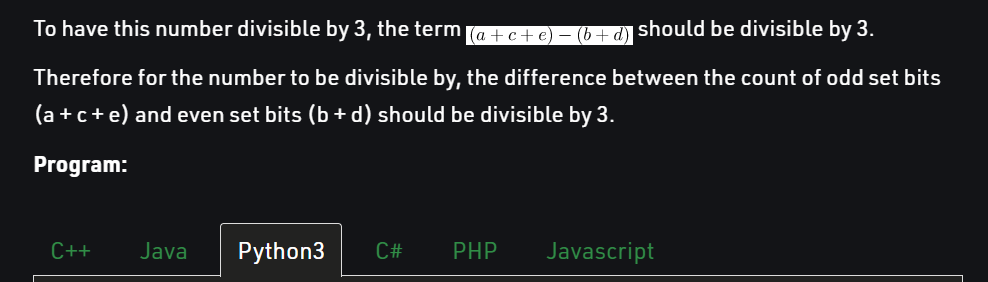 To have this number divisible by 3, the term (a + c + e) − (b + d) should be divisible by 3.
Therefore for the number to be divisible by, the difference between the count of odd set bits
(a + c + e) and even set bits (b + d) should be divisible by 3.
Program:
C++ Java Python3 C# PHP Javascript